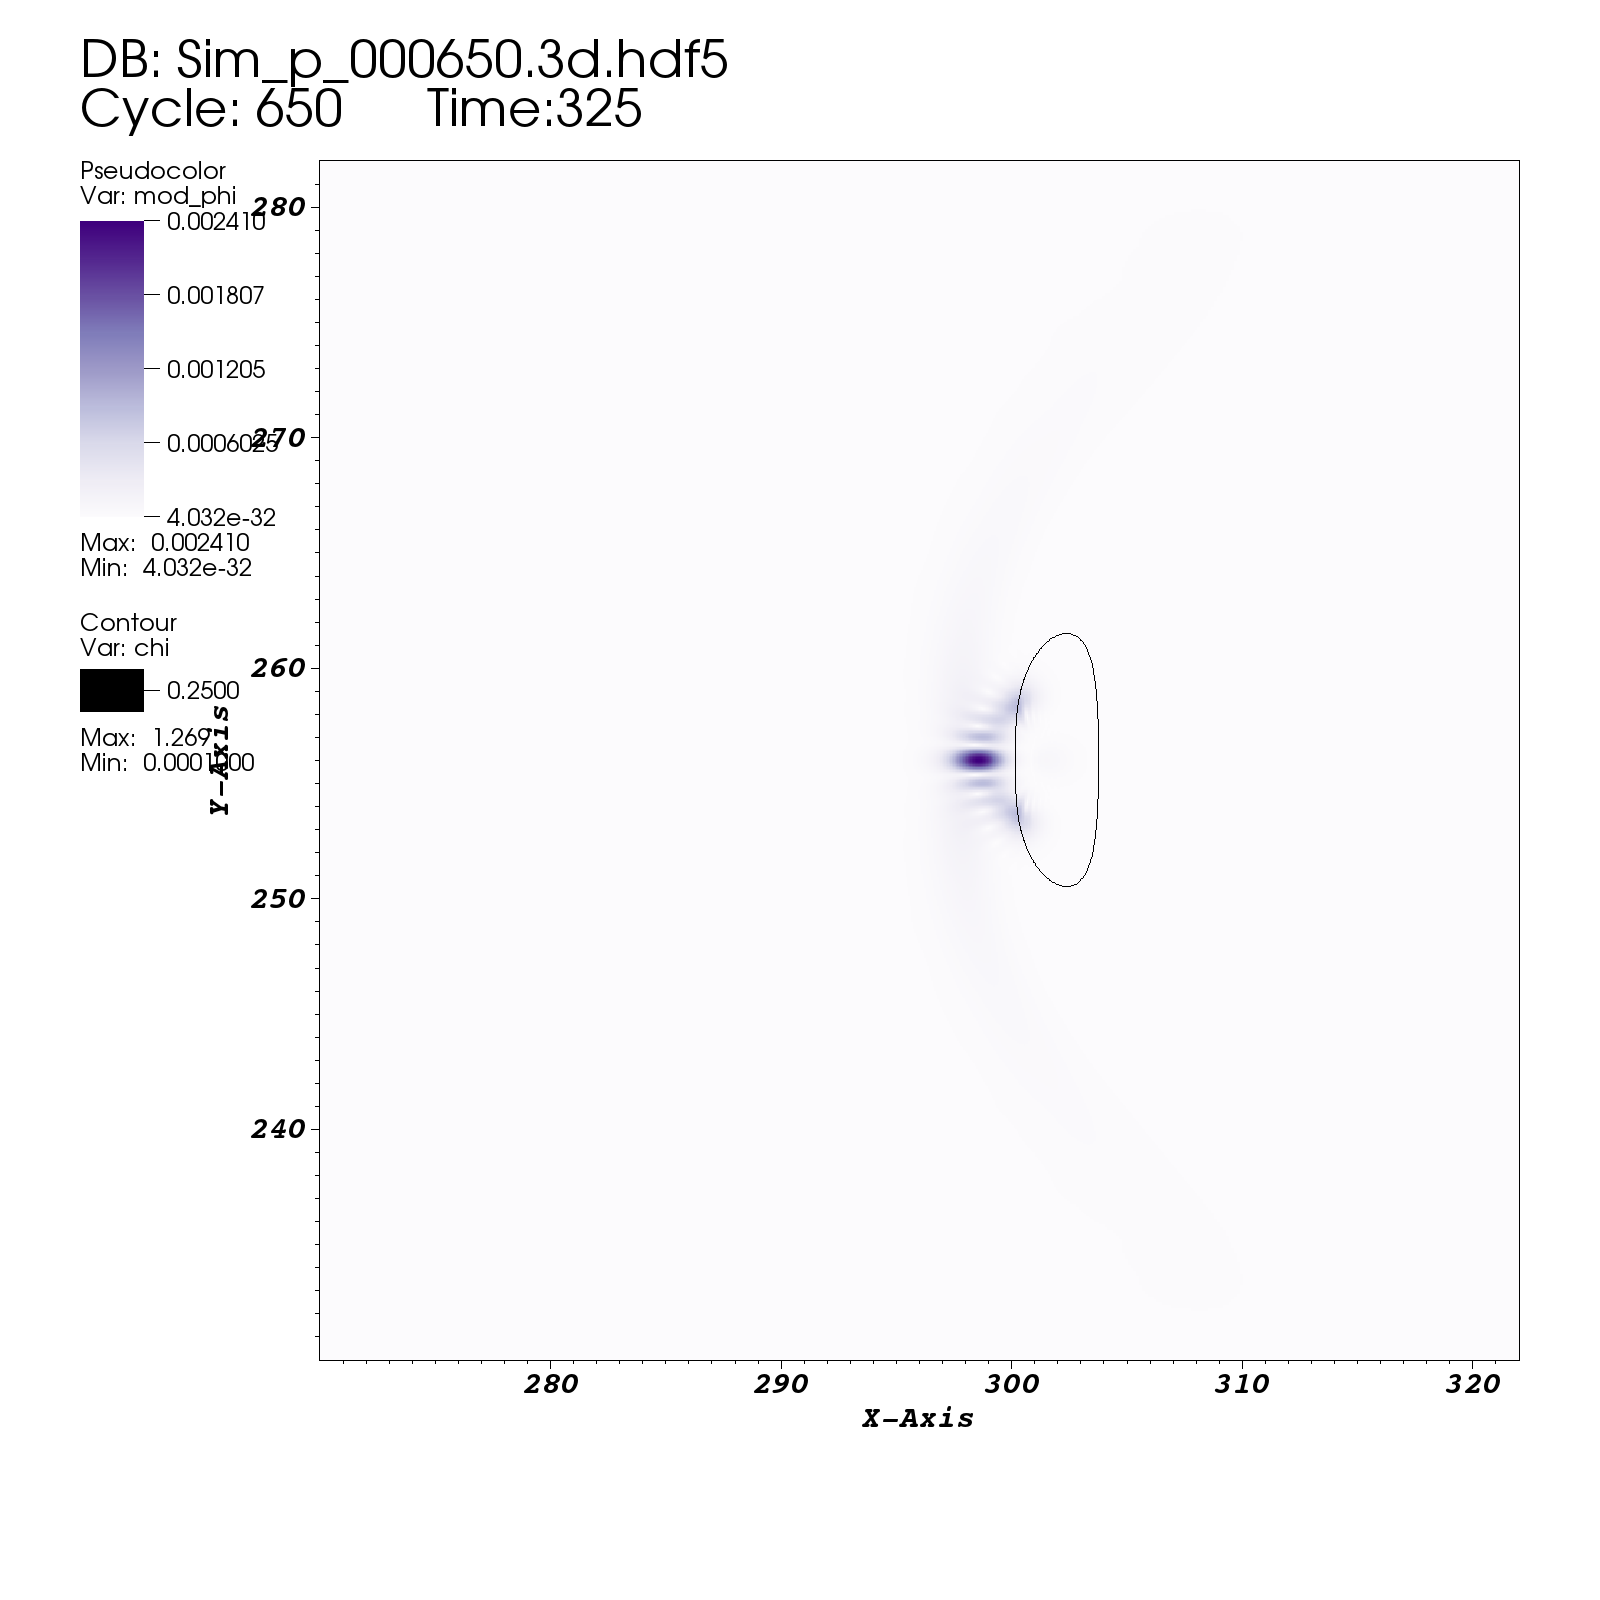 DB: Sim_p_000650.3d.hdf5
Cycle: 650 Time:325
Pseudocolor
Var: mod_phi
0.002410
0.001807
0.001205
0.0006025
4.032e-32
Max: 0.002410
Min: 4.032e-32
Contour
Var: chi
0.2500
Max: 1.269
Min: 0.0001000
Y-Axis
280
270
260
250
240
280 290 300 310 320
X-Axis